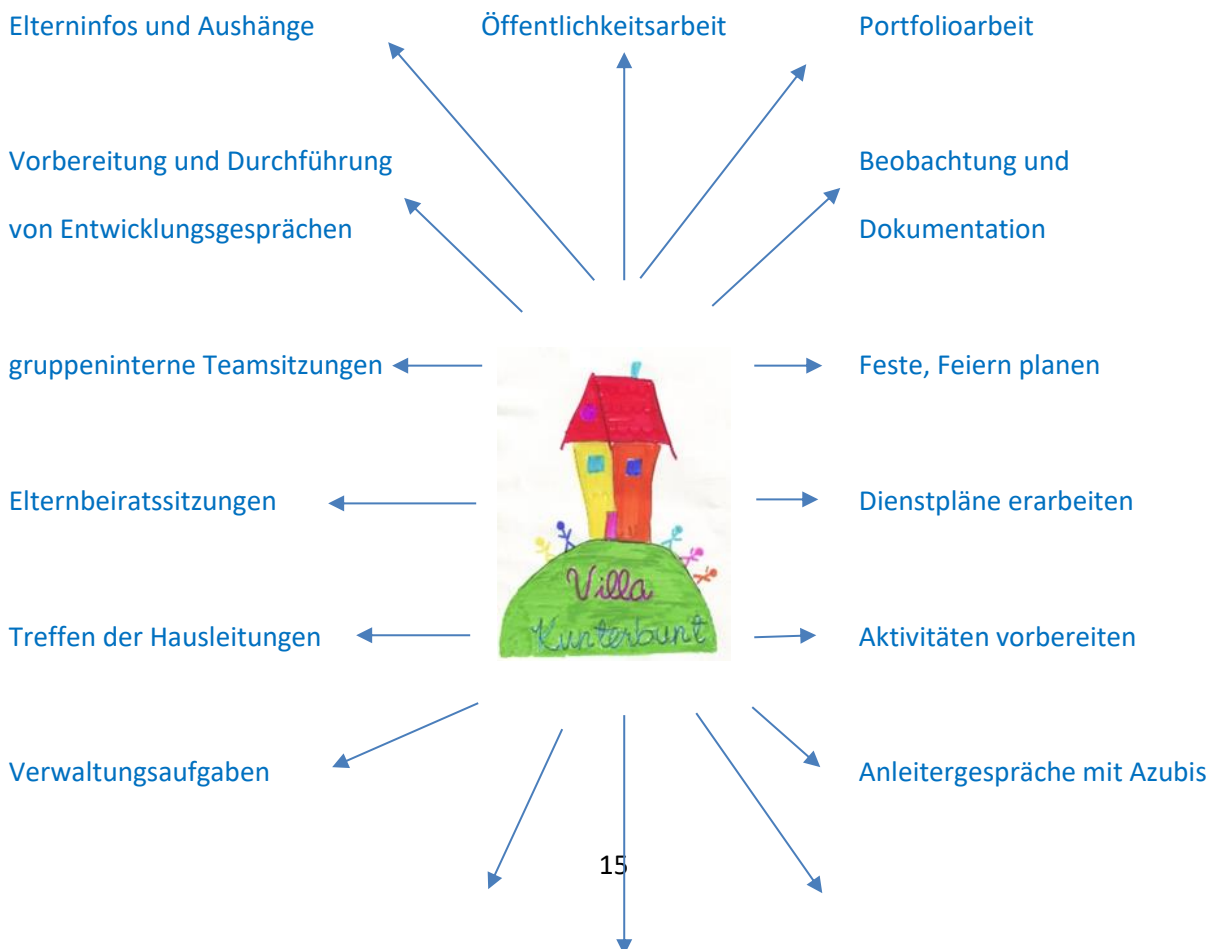 Elterninfos und Aushänge Öffentlichkeitsarbeit Portfolioarbeit
Vorbereitung und Durchführung Beobachtung und
von Entwicklungsgesprächen Dokumentation
gruppeninterne Teamsitzungen Feste, Feiern planen
Elternbeiratssitzungen Dienstpläne erarbeiten
Villa
Kunterbunt
Treffen der Hausleitungen Aktivitäten vorbereiten
Verwaltungsaufgaben Anleitergespräche mit Azubis
15